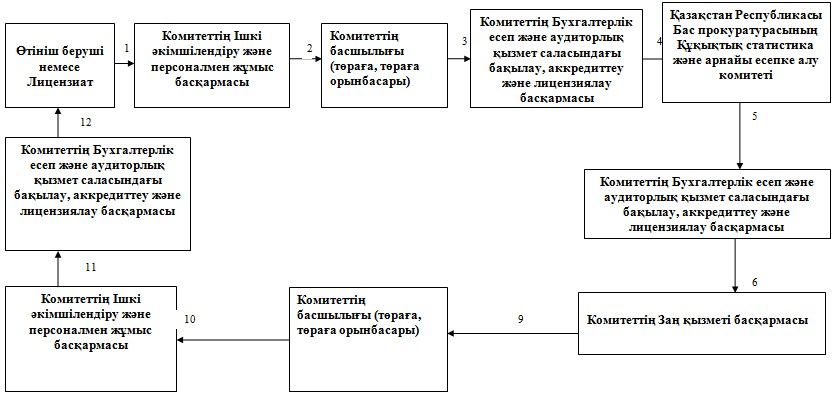 Өтініш беруші
немесе
Лицензиат
1
Комитеттің Ішкі
әкімшілендіру және
персоналмен жұмыс
басқармасы
2
Комитеттің
басшылығы
(төраға, төраға
орынбасары)
3
Комитеттің Бухгалтерлік
есеп және аудиторлық
қызмет саласындағы
бақылау, аккредиттеу
және лицензиялау
басқармасы
4
Қазақстан Республикасы
Бас прокуратурасының
Құқықтық статистика
және арнайы есепке алу
комитеті
5
Комитеттің Бухгалтерлік есеп және
аудиторлық қызмет саласындағы
бақылау, аккредиттеу және
лицензиялау басқармасы
6
Комитеттің Заң қызметі басқармасы
9
Комитеттің
басшылығы (төраға,
төраға орынбасары)
10
Комитеттің Ішкі
әкімшілендіру және
персоналмен жұмыс
басқармасы
11
Комитеттің Бухгалтерлік
есеп және аудиторлық
қызмет саласындағы
бақылау, аккредиттеу және
лицензиялау басқармасы
12